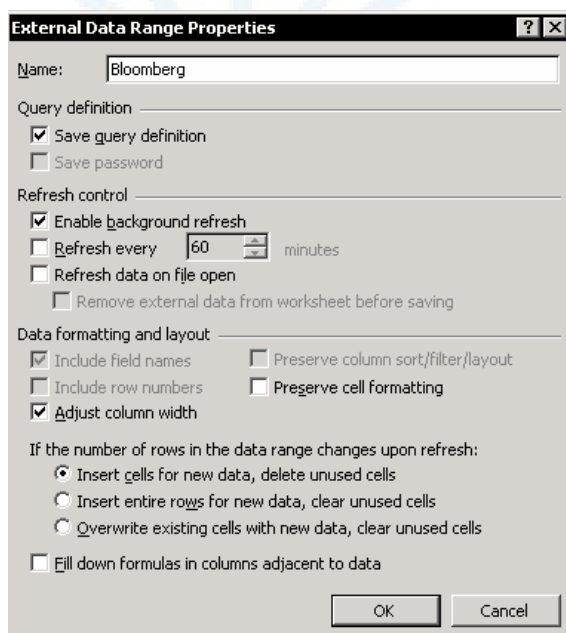 External Data Range Properties ? X
Name: Bloomberg
Query definition
Save query definition
Save password
Refresh control
Enable background refresh
Refresh every 60 minutes
Refresh data on file open
Remove external data from worksheet before saving
Data formatting and layout
Include field names Preserve column sort/filter/layout
Include row numbers Preserve cell formatting
Adjust column width
If the number of rows in the data range changes upon refresh:
Insert cells for new data, delete unused cells
Insert entire rows for new data, clear unused cells
Overwrite existing cells with new data, clear unused cells
Fill down formulas in columns adjacent to data
OK Cancel